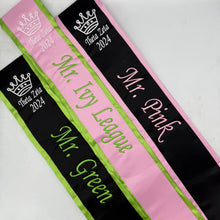 Theta Zeta
2024
Mr. Green
Theta Zeta
2024
Mr. Ivy League
Theta Zeta
2024
Mr. Pink